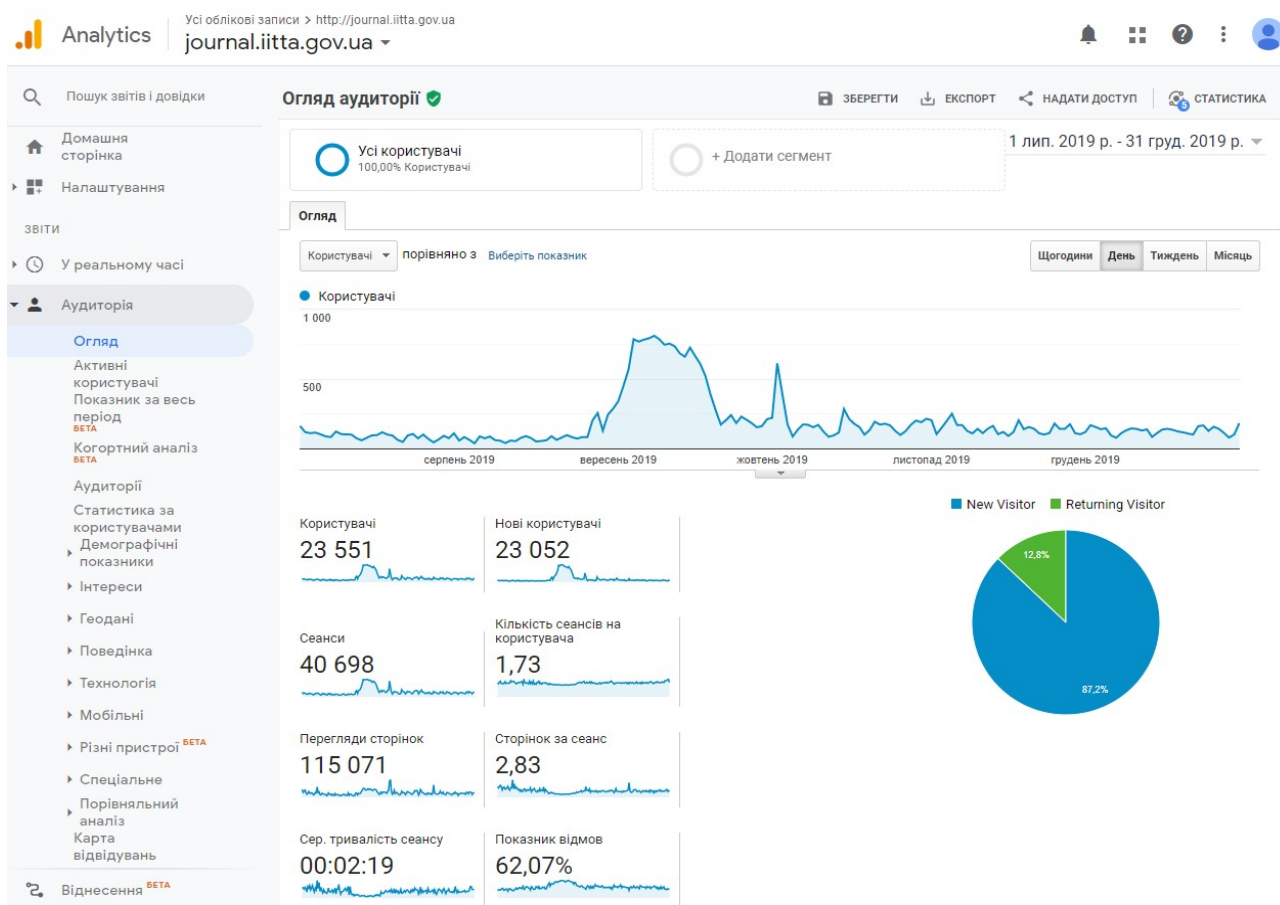 Analytics
Усі облікові записи > http://journal.iitta.gov.ua
journal.iitta.gov.ua
Пошук звітів і довідки
Домашня
сторінка
Налаштування
ЗВІТИ
У реальному часі
Аудиторія
Огляд
Активні
користувачі
Показник за весь
період
БЕТА
Когортний аналіз
БЕТА
Аудиторії
Статистика за
користувачами
Демографічні
показники
Інтереси
Геодані
Поведінка
Технологія
Мобільні
Різні пристрої БЕТА
Спеціальне
Порівняльний
аналіз
Карта
відвідувань
Віднесення БЕТА
Огляд аудиторії
ЗБЕРЕГТИ
ЕКСПОРТ
НАДАТИ ДОСТУП
5
СТАТИСТИКА
Усі користувачі
100,00% Користувачі
+ Додати сегмент
1 лип. 2019 р. - 31 груд. 2019 р.
Огляд
Користувачі порівняно з Виберіть показник
Щогодини День Тиждень Місяць
Користувачі
1 000
500
серпень 2019 вересень 2019 жовтень 2019 листопад 2019 грудень 2019
Користувачі
23 551
Нові користувачі
23 052
Сеанси
40 698
Кількість сеансів на
користувача
1,73
Перегляди сторінок
115 071
Сторінок за сеанс
2,83
Сер. тривалість сеансу
00:02:19
Показник відмов
62,07%
New Visitor Returning Visitor
12,8%
87,2%